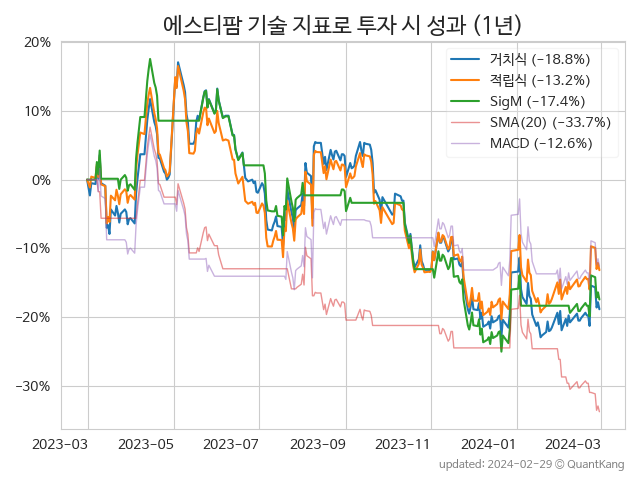 에스티팜 기술 지표로 투자 시 성과 (1년)
20%
10%
0%
−10%
−20%
−30%
거치식 (−18.8%)
적립식 (−13.2%)
SigM (−17.4%)
SMA(20) (−33.7%)
MACD (−12.6%)
2023-03 2023-05 2023-07 2023-09 2023-11 2024-01 2024-03
updated: 2024-02-29 © QuantKang